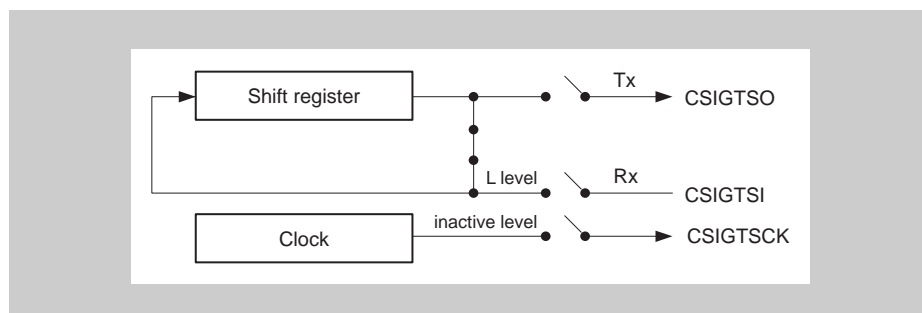 Shift register
Tx
CSIGTSO
L level
Rx
CSIGTSI
Clock
inactive level
CSIGTSCK